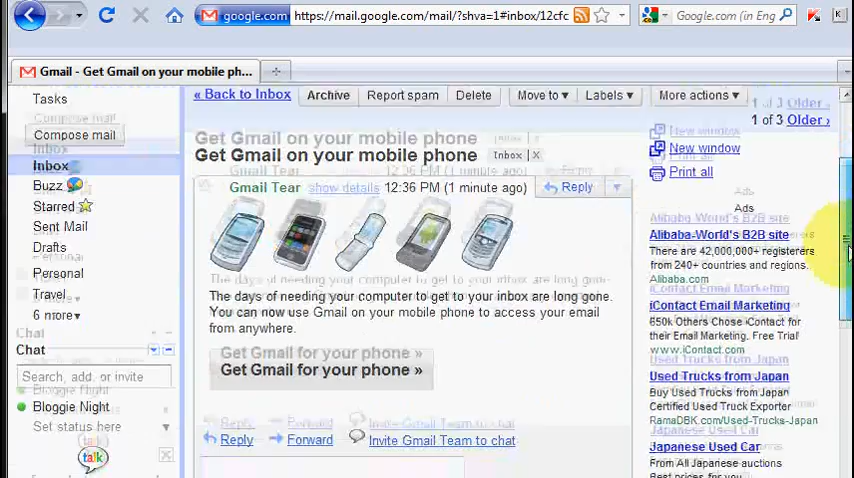 google.com
https://mail.google.com/mail/?shva=1#inbox/12cfc
Google.com (in Eng
Gmail - Get Gmail on your mobile ph...
Tasks
Compose mail
Inbox
Buzz
Starred
Sent Mail
Drafts
Personal
Travel
6 more▾
Chat
Search, add, or invite
Bloggie Night
Set status here
talk
« Back to Inbox
Archive
Report spam
Delete
Move to▾
Labels▾
More actions▾
1 of 3 Older ›
Get Gmail on your mobile phone
Inbox | X
Gmail Tear
show details
12:36 PM (1 minute ago)
Reply
The days of needing your computer to get to your inbox are long gone.
You can now use Gmail on your mobile phone to access your email
from anywhere.
Get Gmail for your phone »
Reply
Forward
Invite Gmail Team to chat
New window
Print all
Ads
Alibaba-World's B2B site
There are 42,000,000+ registerers
from 240+ countries and regions.
Alibaba.com
iContact Email Marketing
650k Others Chose iContact for
their Email Marketing. Free Trial!
www.iContact.com
Used Trucks from Japan
Buy Used Trucks from Japan
Certified Used Truck Exporter
RamaDBK.com/Used-Trucks-Japan
Japanese Used Car
From All Japanese auctions
Best prices for you